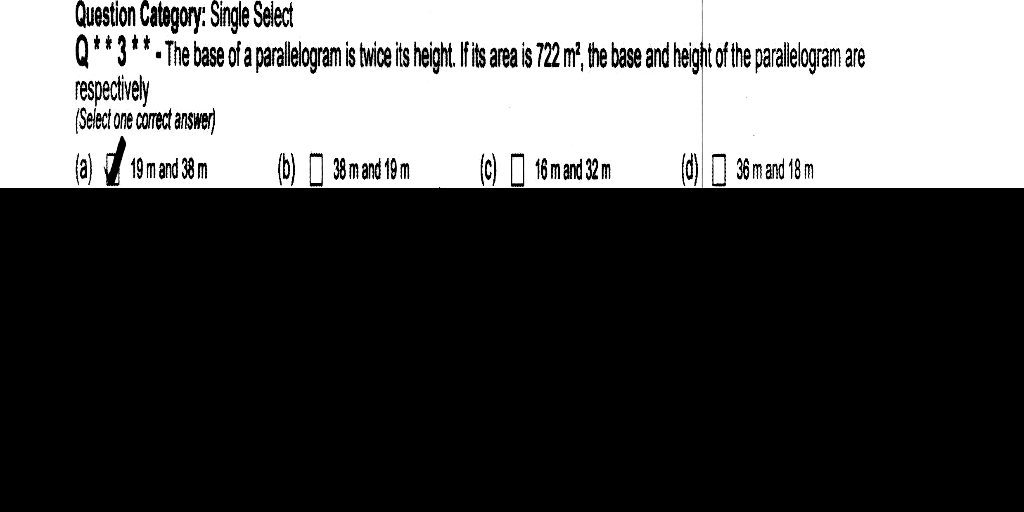 Question Category: Single Select
Q * * 3 * * - The base of a parallelogram is twice its height. If its area is 722 m², the base and height of the parallelogram are
respectively
(Select one correct answer)
(a) 19 m and 38 m (b) 38 m and 19 m (c) 16 m and 32 m (d) 36 m and 18 m